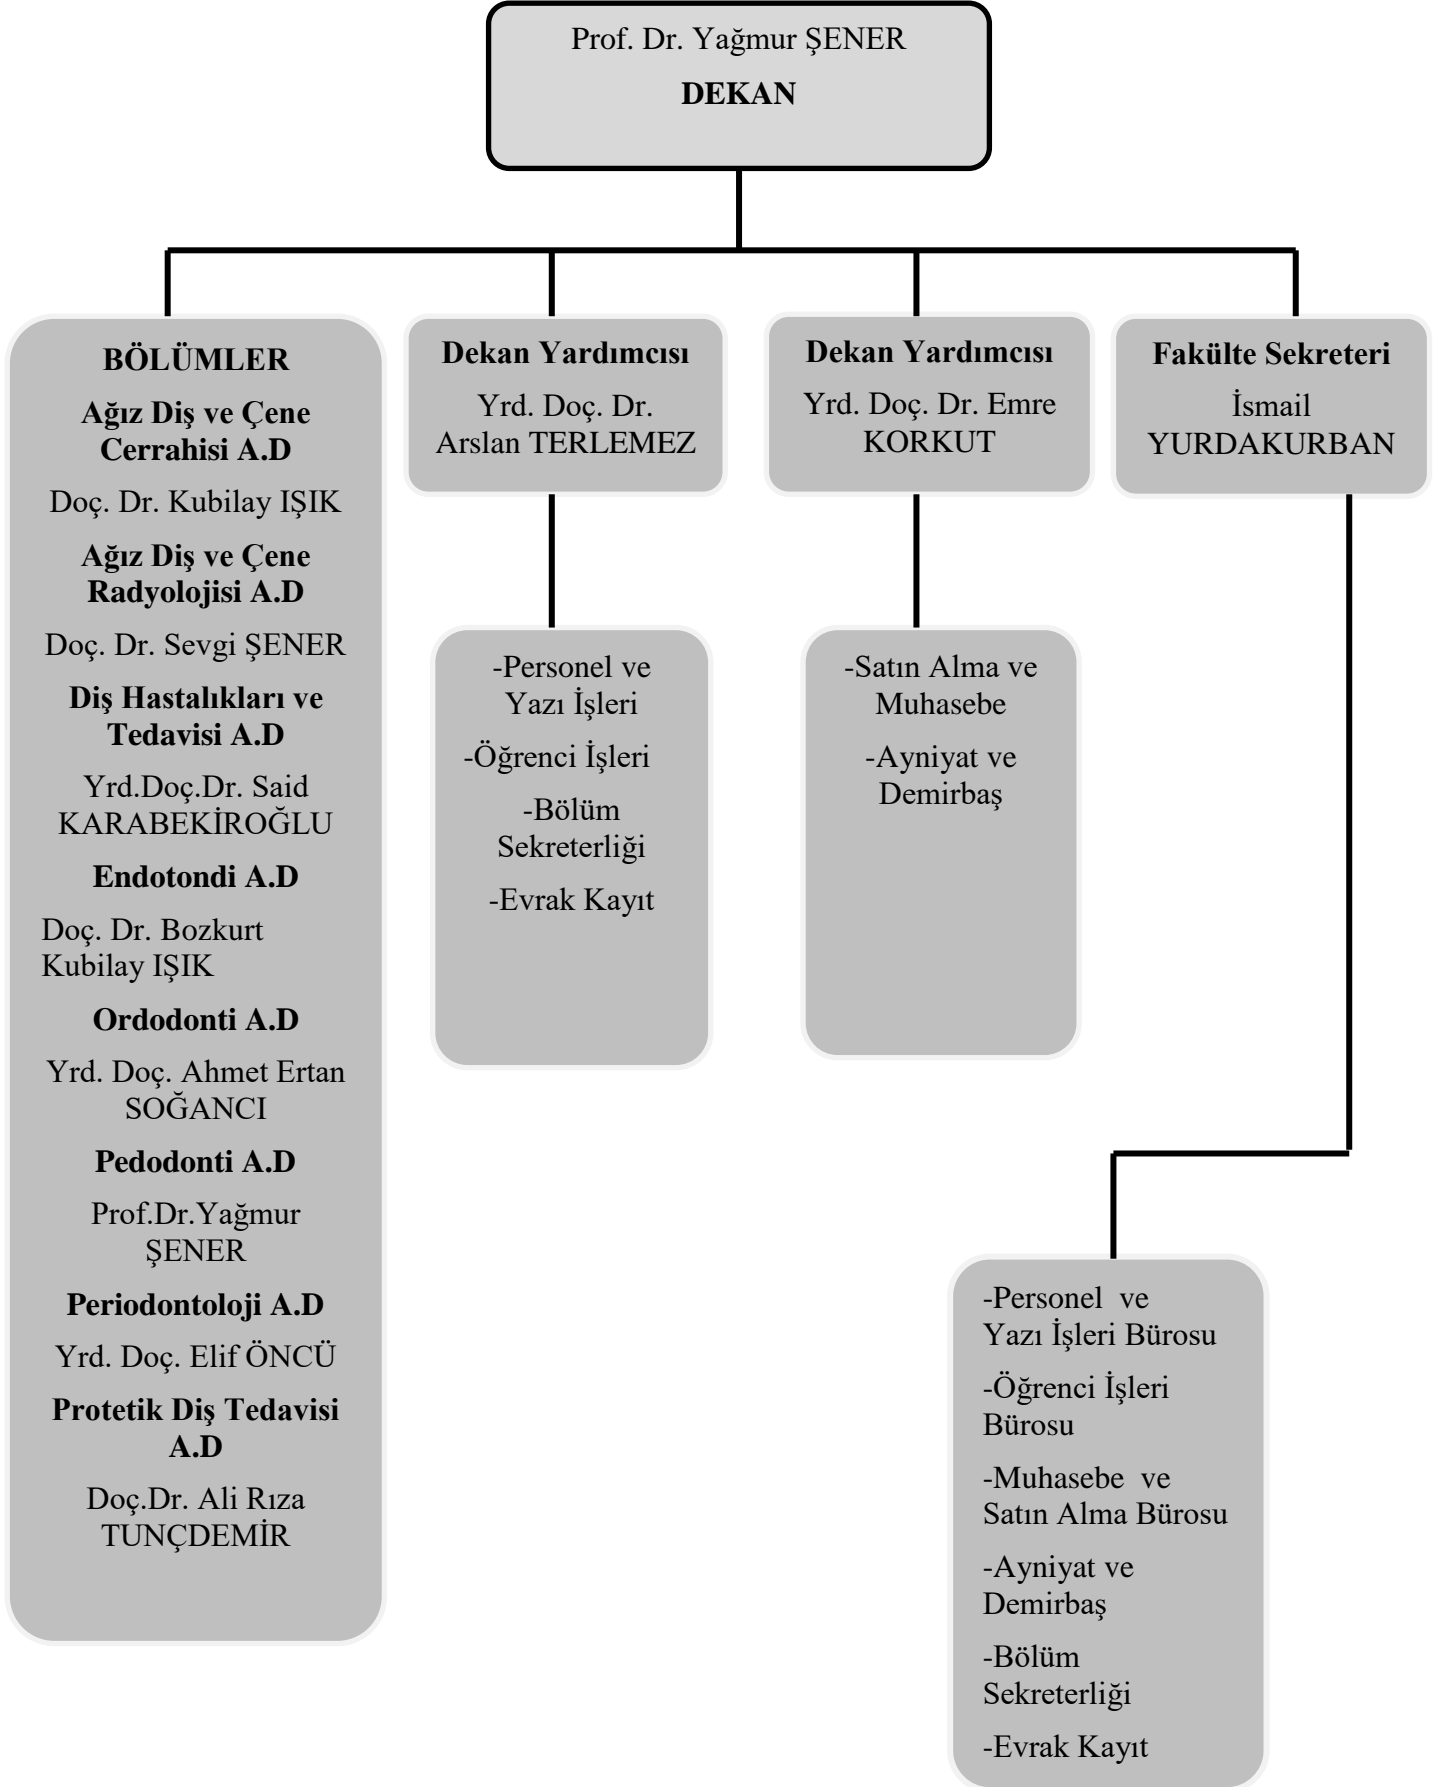 Prof. Dr. Yağmur ŞENER
DEKAN
BÖLÜMLER
Ağız Diş ve Çene
Cerrahisi A.D
Doç. Dr. Kubilay IŞIK
Ağız Diş ve Çene
Radyolojisi A.D
Doç. Dr. Sevgi ŞENER
Diş Hastalıkları ve
Tedavisi A.D
Yrd.Doç.Dr. Said
KARABEKİROĞLU
Endotondi A.D
Doç. Dr. Bozkurt
Kubilay IŞIK
Ordodonti A.D
Yrd. Doç. Ahmet Ertan
SOĞANCI
Pedodonti A.D
Prof.Dr.Yağmur
ŞENER
Periodontoloji A.D
Yrd. Doç. Elif ÖNCÜ
Protetik Diş Tedavisi
A.D
Doç.Dr. Ali Rıza
TUNÇDEMİR
Dekan Yardımcısı
Yrd. Doç. Dr.
Arslan TERLEMEZ
-Personel ve
Yazı İşleri
-Öğrenci İşleri
-Bölüm
Sekreterliği
-Evrak Kayıt
Dekan Yardımcısı
Yrd. Doç. Dr. Emre
KORKUT
-Satın Alma ve
Muhasebe
-Ayniyat ve
Demirbaş
Fakülte Sekreteri
İsmail
YURDAKURBAN
-Personel  ve
Yazı İşleri Bürosu
-Öğrenci İşleri
Bürosu
-Muhasebe  ve
Satın Alma Bürosu
-Ayniyat ve
Demirbaş
-Bölüm
Sekreterliği
-Evrak Kayıt